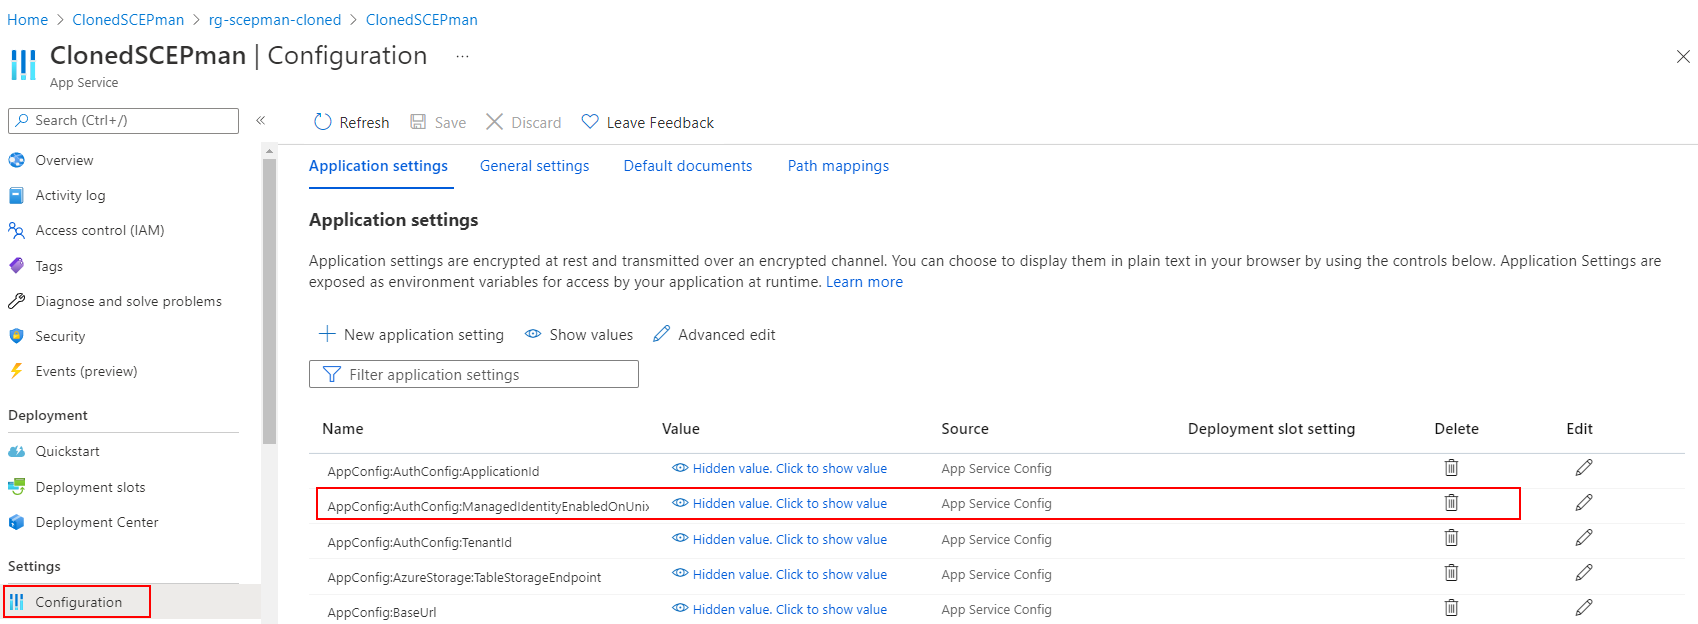 Home > ClonedSCEPman > rg-scepman-cloned > ClonedSCEPman
ClonedSCEPman | Configuration ...
App Service
Search (Ctrl+/) «
Overview
Activity log
Access control (IAM)
Tags
Diagnose and solve problems
Security
Events (preview)
Deployment
Quickstart
Deployment slots
Deployment Center
Settings
Configuration
Refresh Save Discard Leave Feedback
Application settings General settings Default documents Path mappings
Application settings
Application settings are encrypted at rest and transmitted over an encrypted channel. You can choose to display them in plain text in your browser by using the controls below. Application Settings are
exposed as environment variables for access by your application at runtime. Learn more
New application setting Show values Advanced edit
Filter application settings
Name Value Source Deployment slot setting Delete Edit
AppConfig:AuthConfig:ApplicationId Hidden value. Click to show value App Service Config
AppConfig:AuthConfig:ManagedIdentityEnabledOnUnix Hidden value. Click to show value App Service Config
AppConfig:AuthConfig:TenantId Hidden value. Click to show value App Service Config
AppConfig:AzureStorage:TableStorageEndpoint Hidden value. Click to show value App Service Config
AppConfig:BaseUrl Hidden value. Click to show value App Service Config